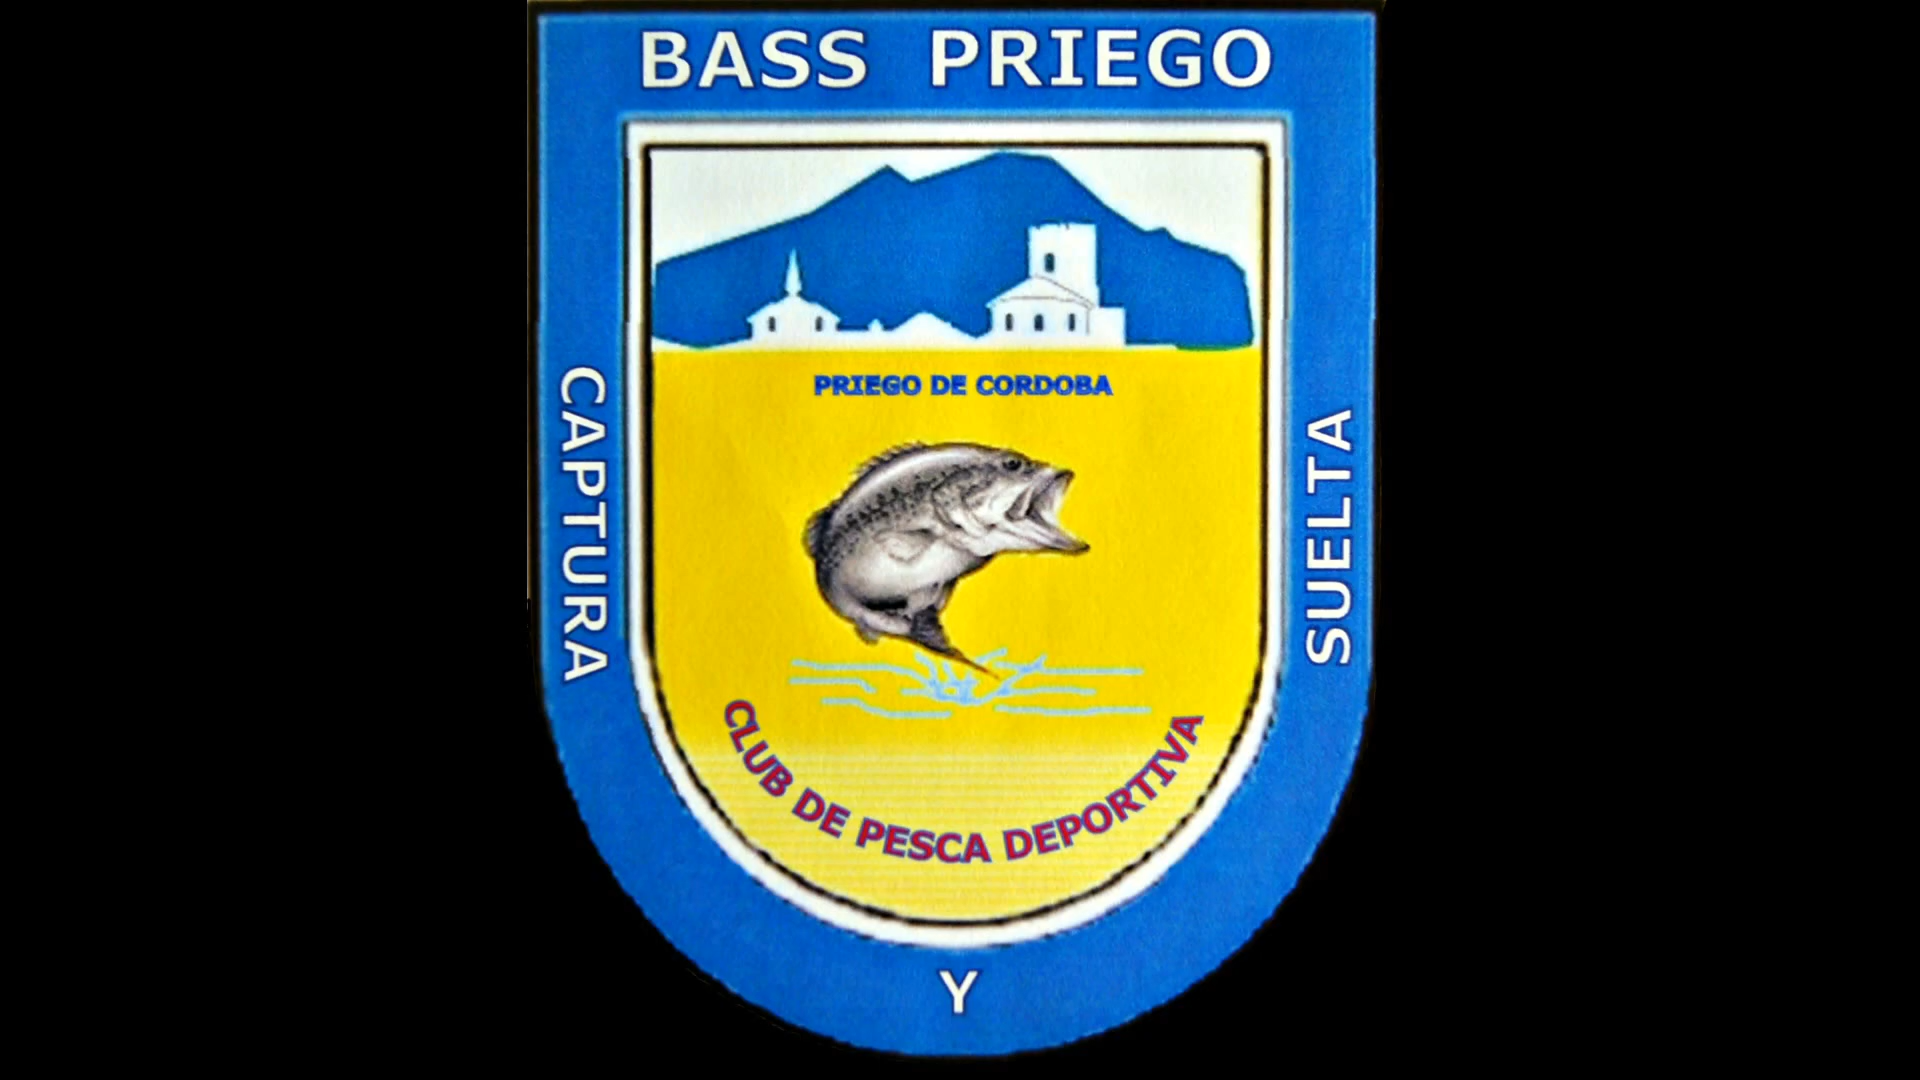 BASS PRIEGO
PRIEGO DE CORDOBA
CAPTURA
Y
SUELTA
CLUB DE PESCA DEPORTIVA